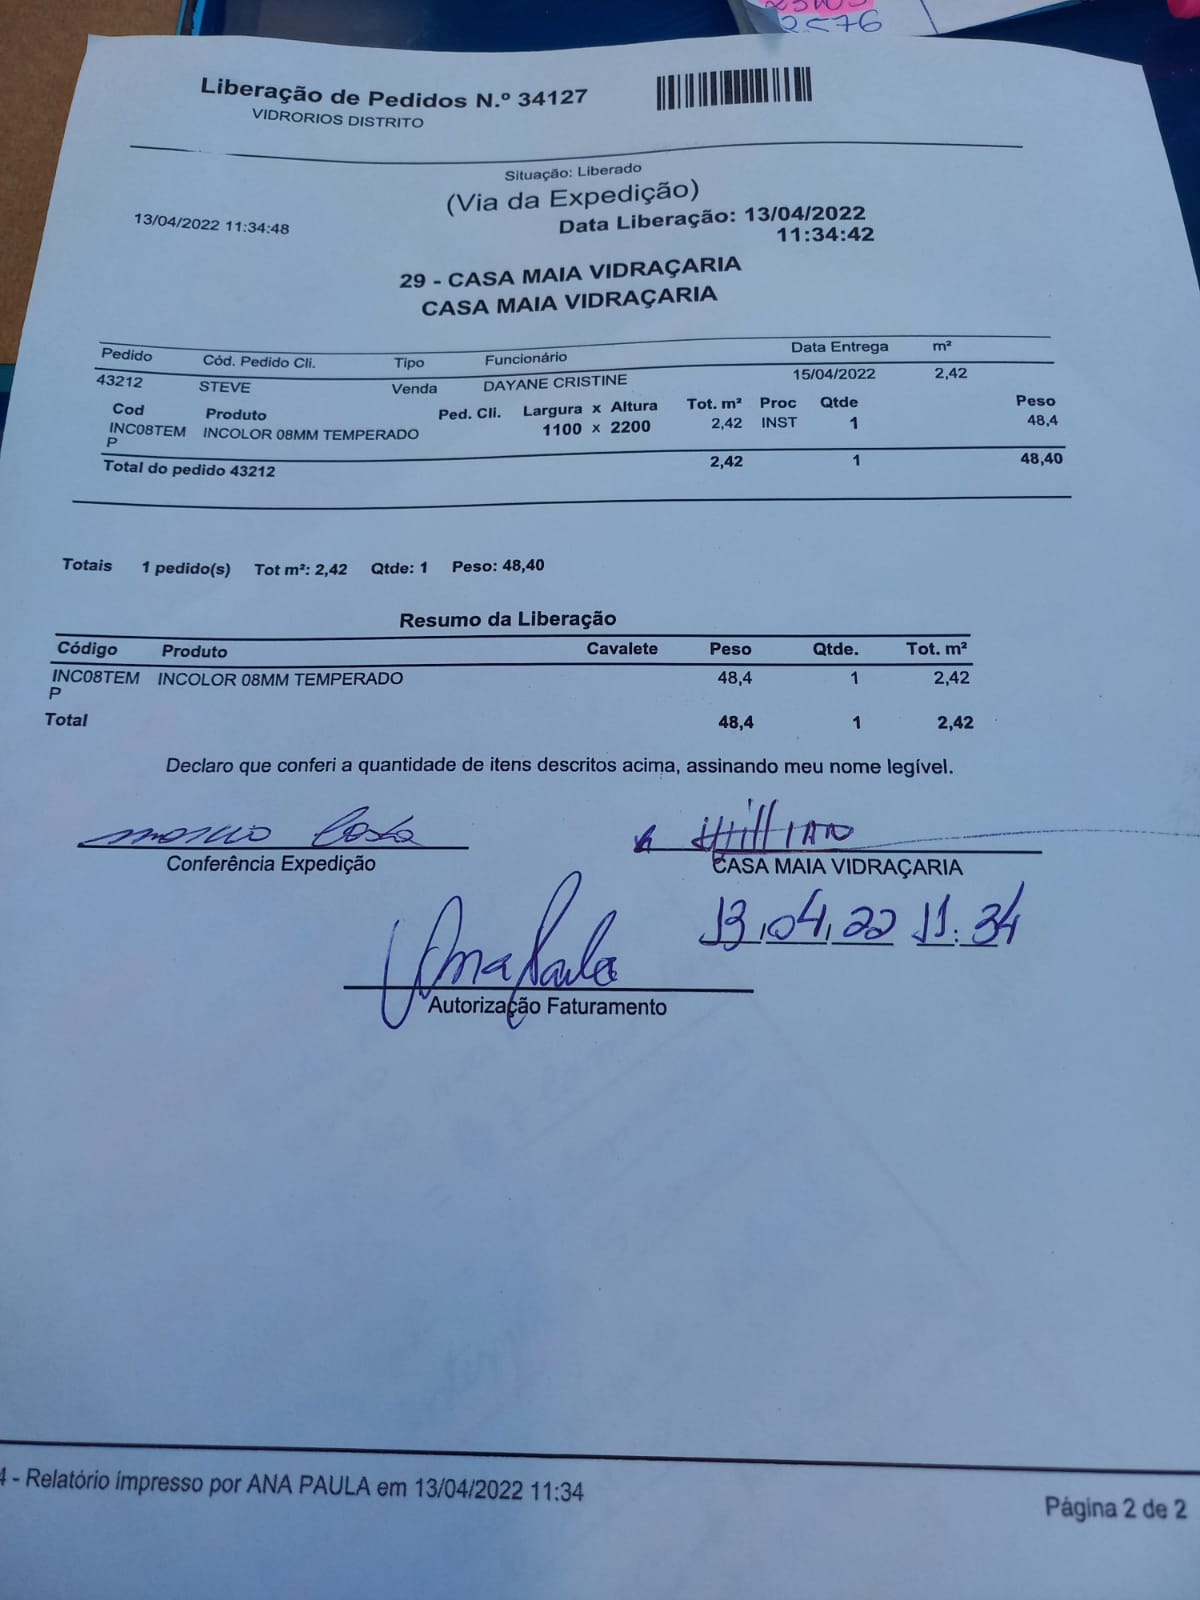 2576
Liberação de Pedidos N.º 34127
VIDRORIOS DISTRITO
Situação: Liberado
(Via da Expedição)
13/04/2022 11:34:48
Data Liberação: 13/04/2022
11:34:42
29 - CASA MAIA VIDRAÇARIA
CASA MAIA VIDRAÇARIA
Pedido Cód. Pedido Cli. Tipo Funcionário Data Entrega m²
43212 STEVE Venda DAYANE CRISTINE 15/04/2022 2,42
Cod Produto Ped. Cli. Largura x Altura Tot. m² Proc Qtde Peso
INC08TEM INCOLOR 08MM TEMPERADO 1100 x 2200 2,42 INST 1 48,4
P
Total do pedido 43212 2,42 1 48,40
Totais 1 pedido(s) Tot m²: 2,42 Qtde: 1 Peso: 48,40
Resumo da Liberação
Código Produto Cavalete Peso Qtde. Tot. m²
INC08TEM INCOLOR 08MM TEMPERADO 48,4 1 2,42
P
Total 48,4 1 2,42
Declaro que conferi a quantidade de itens descritos acima, assinando meu nome legível.
Conferência Expedição CASA MAIA VIDRAÇARIA
13,04,22 11:34
Ana Paula
Autorização Faturamento
4 - Relatório impresso por ANA PAULA em 13/04/2022 11:34
Página 2 de 2